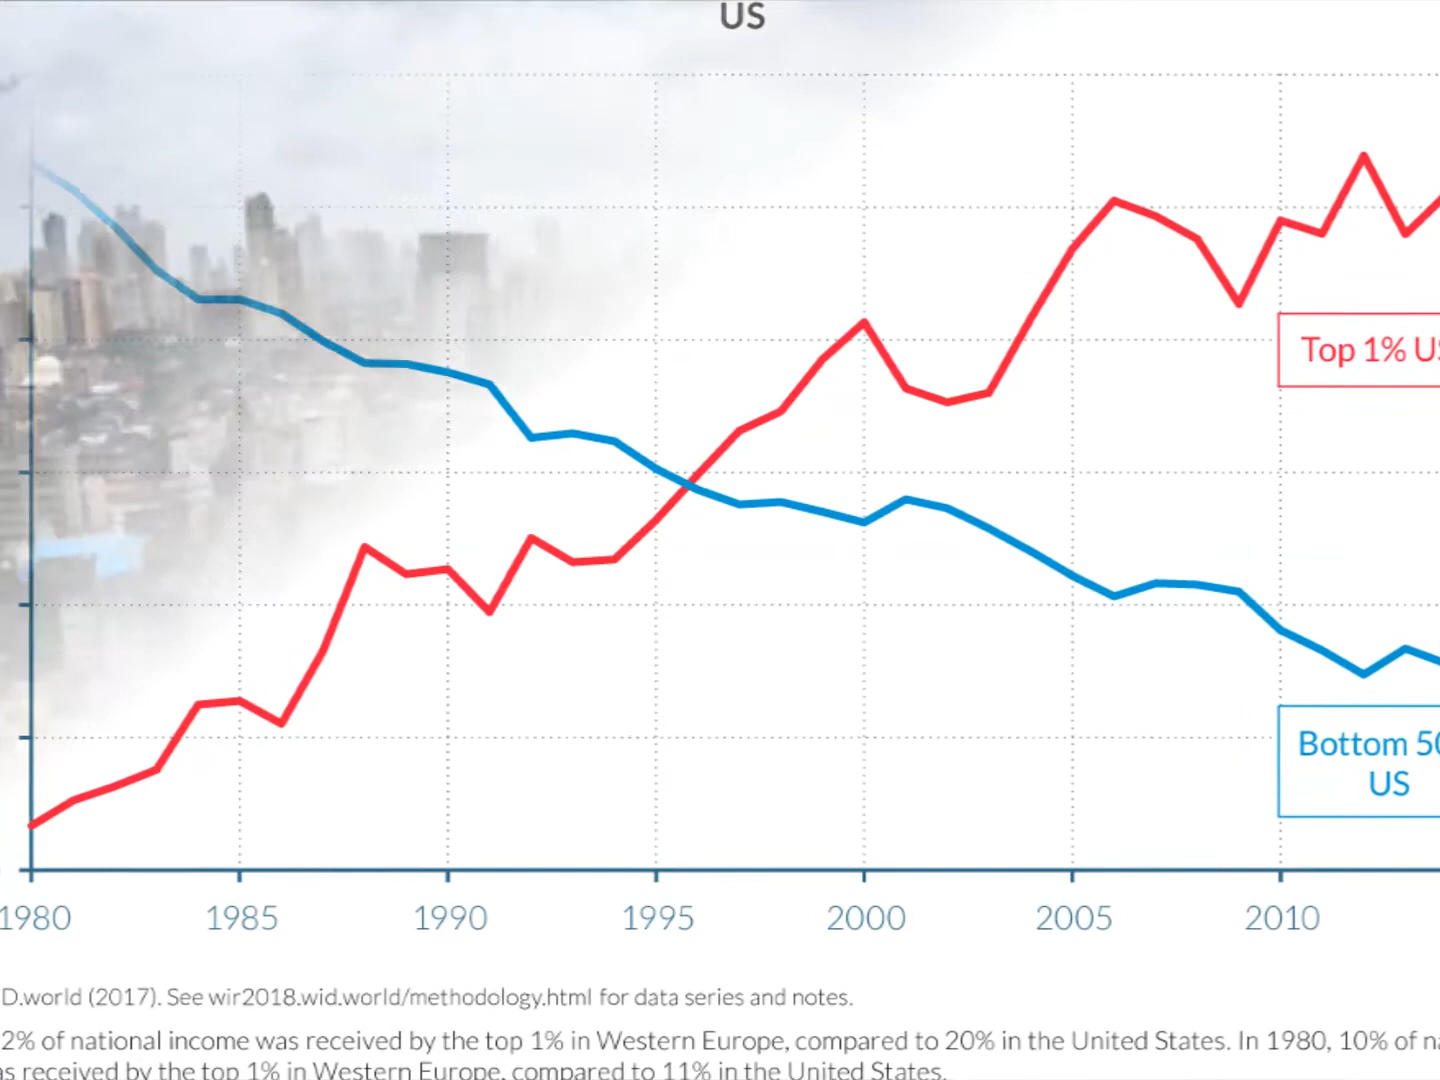 US
Top 1% US
Bottom 50
US
1980 1985 1990 1995 2000 2005 2010
D.world (2017). See wir2018.wid.world/methodology.html for data series and notes.
2% of national income was received by the top 1% in Western Europe, compared to 20% in the United States. In 1980, 10% of na
as received by the top 1% in Western Europe, compared to 11% in the United States.